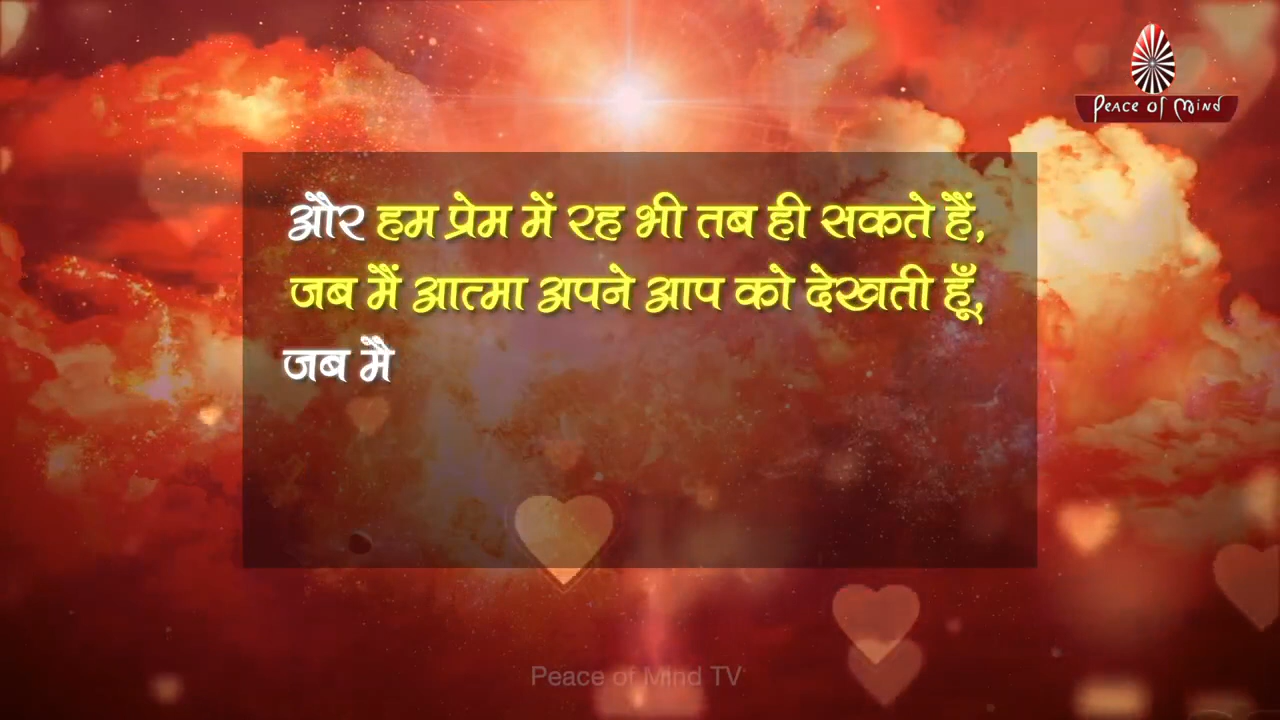 Peace of Mind
और हम प्रेम में रह भी तब ही सकते हैं,
जब मैं आत्मा अपने आप को देखती हूँ,
जब मै
Peace of Mind TV